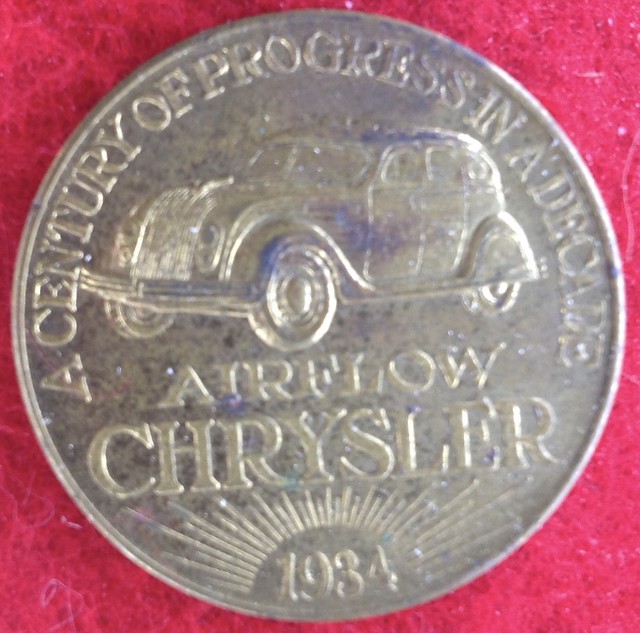 A CENTURY OF PROGRESS IN A DECADE
AIRFLOW
CHRYSLER
1934